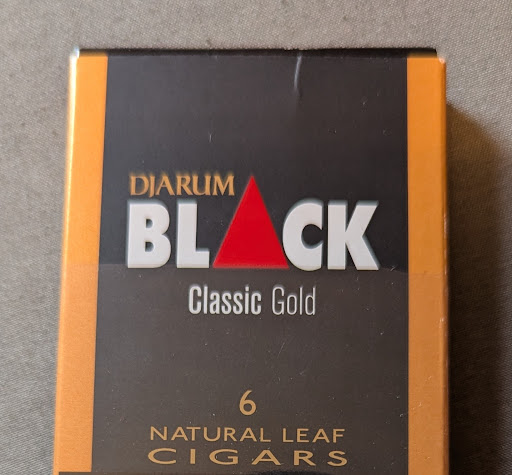 DJARUM
BLACK
Classic Gold
6
NATURAL LEAF
CIGARS